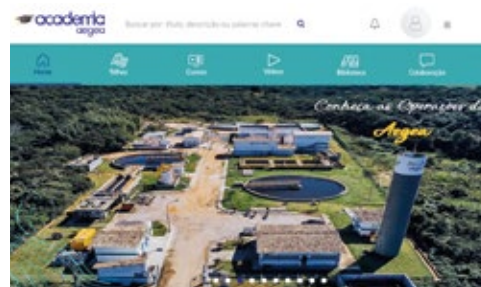 academia
aegea
Buscar por título, descrição ou palavra chave
Home
Trilhas
Cursos
Vídeos
Biblioteca
Colaboração
Conheça as Operações d
Aegea